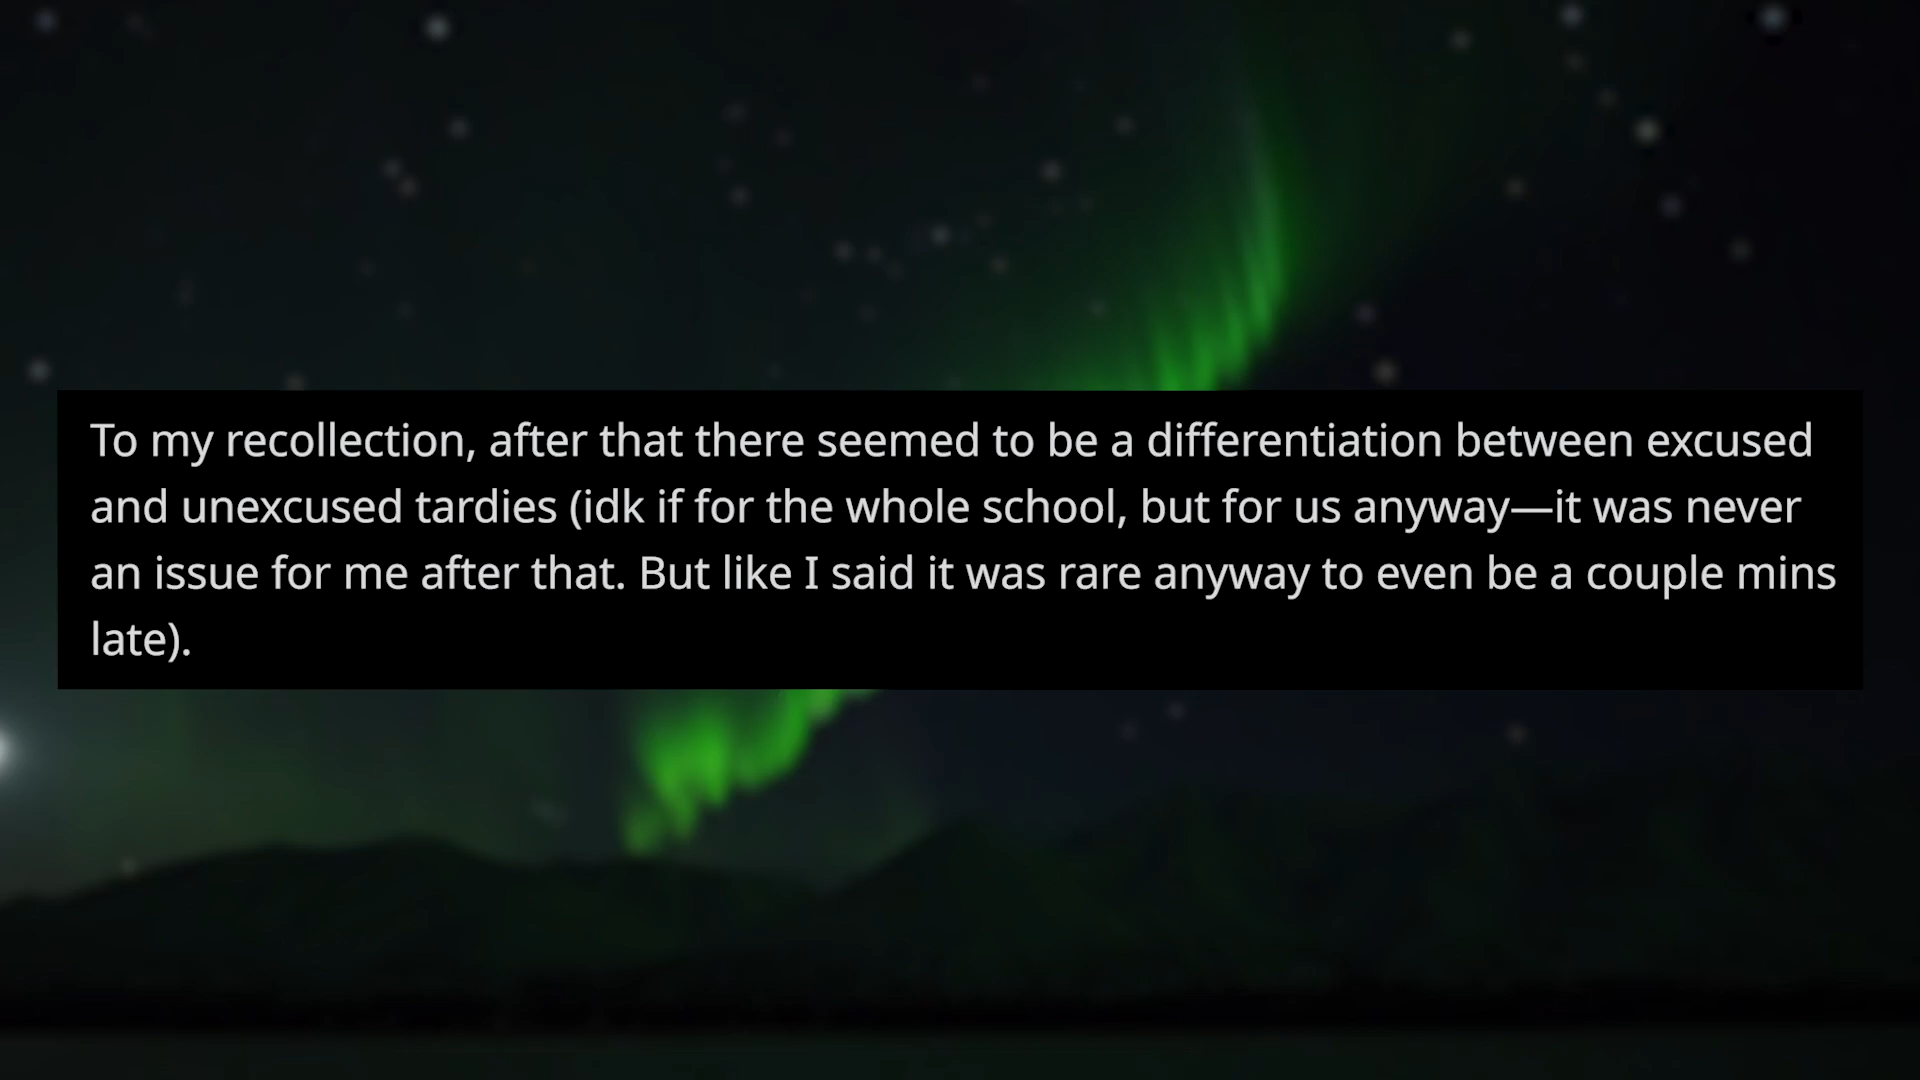 To my recollection, after that there seemed to be a differentiation between excused
and unexcused tardies (idk if for the whole school, but for us anyway—it was never
an issue for me after that. But like I said it was rare anyway to even be a couple mins
late).